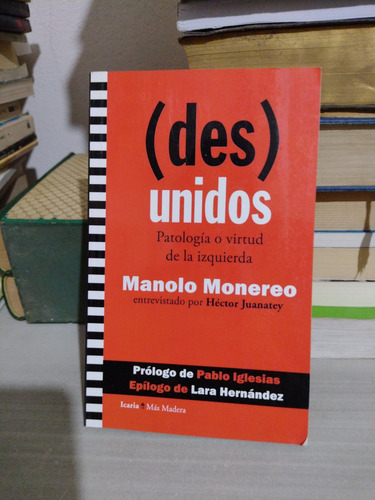 (des)
unidos
Patología o virtud
de la izquierda
Manolo Monereo
entrevistado por Héctor Juanatey
Prólogo de Pablo Iglesias
Epílogo de Lara Hernández
Icaria Más Madera